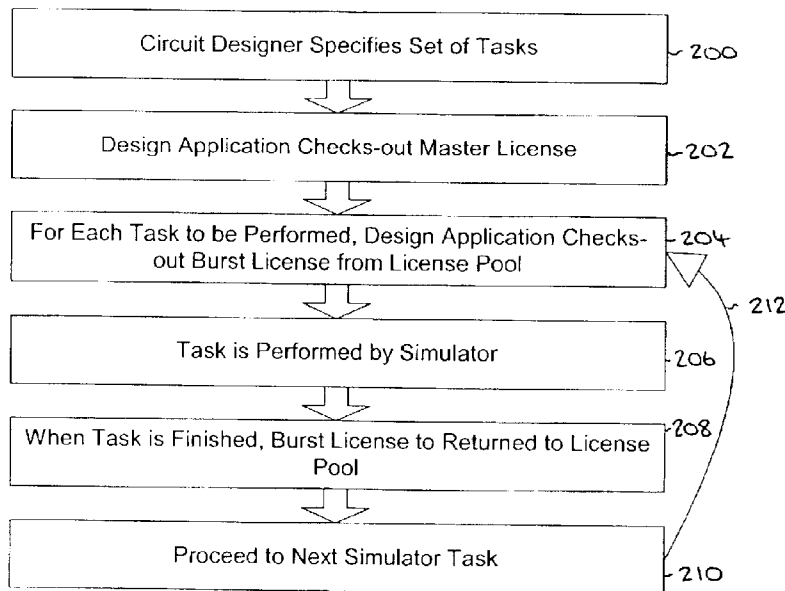 Circuit Designer Specifies Set of Tasks
200
Design Application Checks-out Master License
202
For Each Task to be Performed, Design Application Checks-
out Burst License from License Pool
204
212
Task is Performed by Simulator
206
When Task is Finished, Burst License to Returned to License
Pool
208
Proceed to Next Simulator Task
210